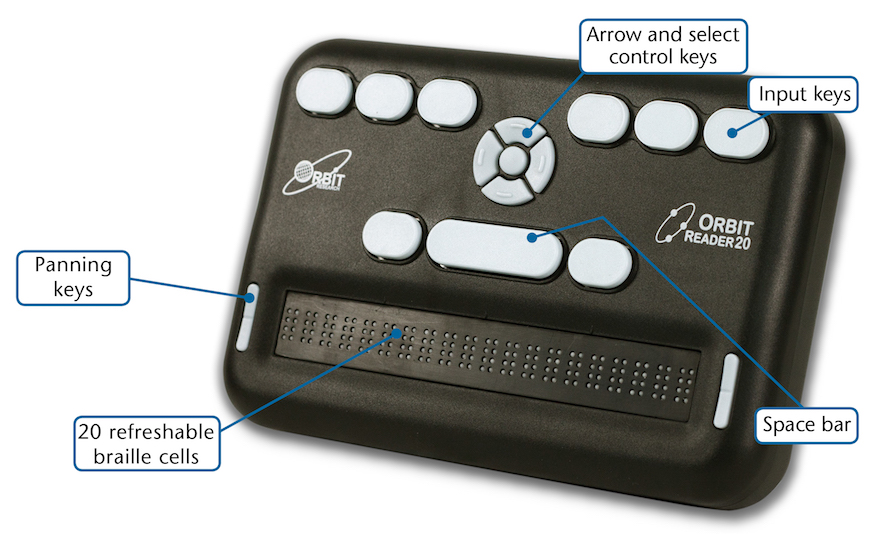 Arrow and select
control keys
Input keys
ORBIT
RESEARCH
ORBIT
READER 20
Panning
keys
Space bar
20 refreshable
braille cells